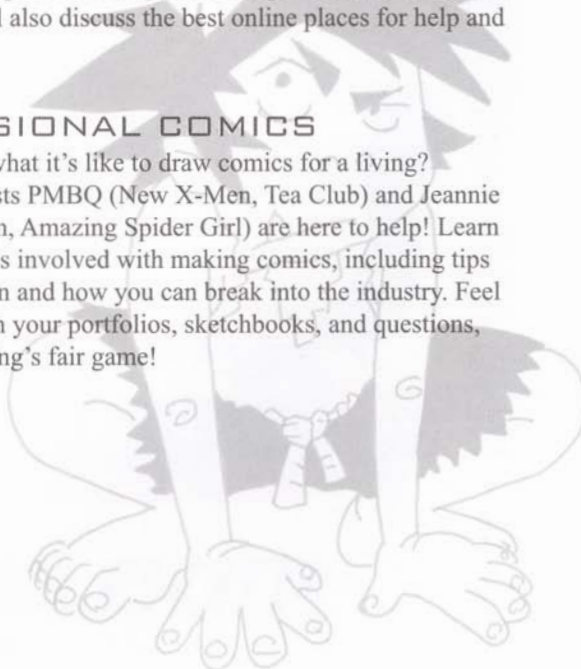 l also discuss the best online places for help and
SIONAL COMICS
what it's like to draw comics for a living?
sts PMBQ (New X-Men, Tea Club) and Jeannie
n, Amazing Spider Girl) are here to help! Learn
s involved with making comics, including tips
n and how you can break into the industry. Feel
n your portfolios, sketchbooks, and questions,
ng's fair game!